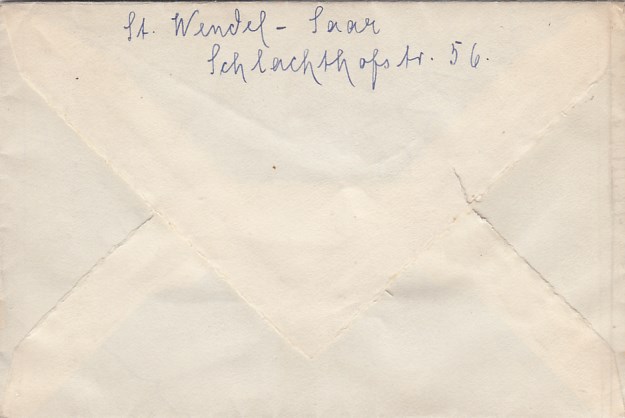 St. Wendel - Saar
Schlachthofstr. 56.